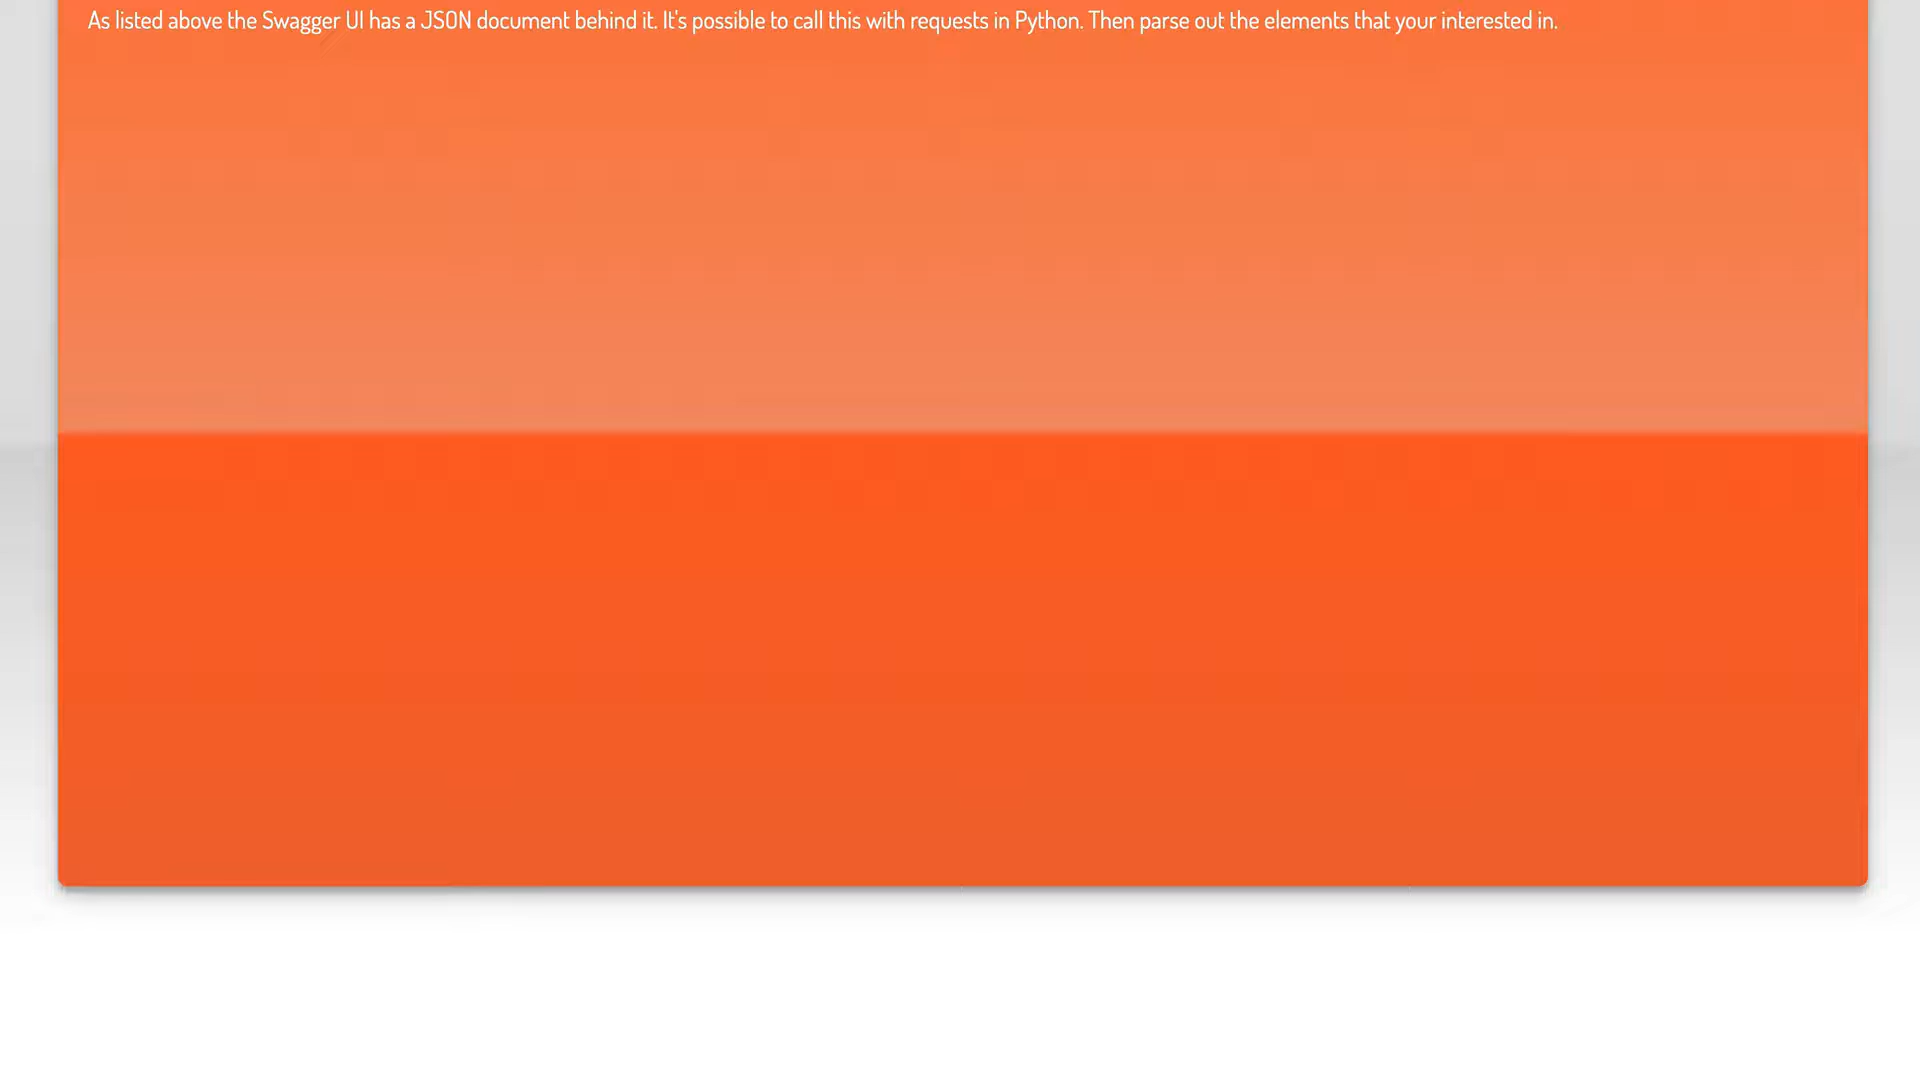 As listed above the Swagger UI has a JSON document behind it. It's possible to call this with requests in Python. Then parse out the elements that your interested in.